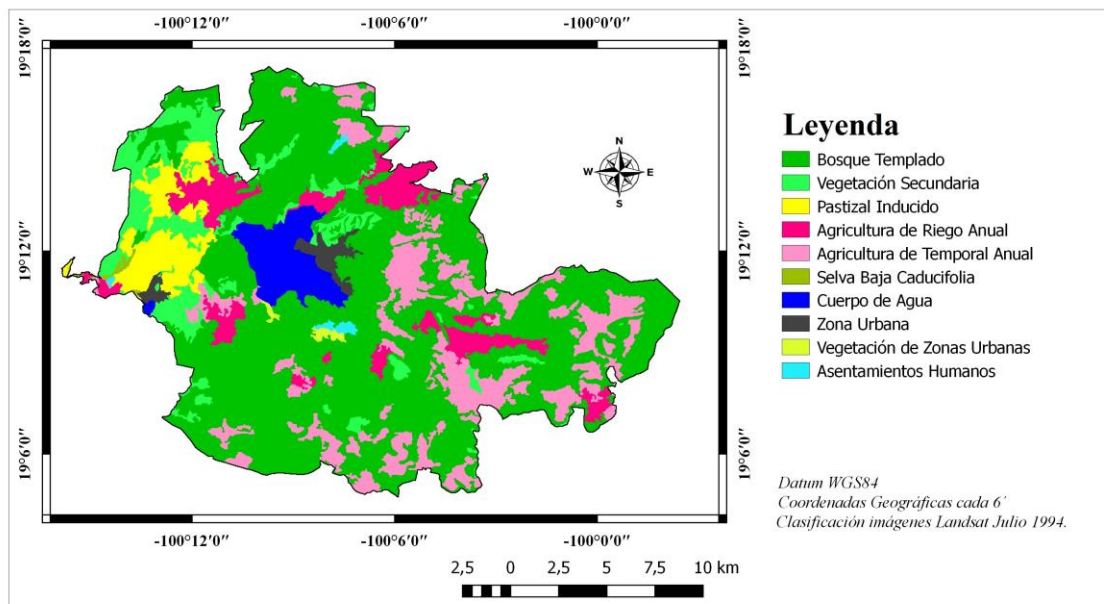 -100°12'0" -100°6'0" -100°0'0"
19°18'0" 19°18'0"
N
W E
S
Leyenda
Bosque Templado
Vegetación Secundaria
Pastizal Inducido
Agricultura de Riego Anual
Agricultura de Temporal Anual
Selva Baja Caducifolia
Cuerpo de Agua
Zona Urbana
Vegetación de Zonas Urbanas
Asentamientos Humanos
19°12'0" 19°12'0"
19°6'0" 19°6'0"
Datum WGS84
Coordenadas Geográficas cada 6´
Clasificación imágenes Landsat Julio 1994.
-100°12'0" -100°6'0" -100°0'0"
2,5 0 2,5 5 7,5 10 km